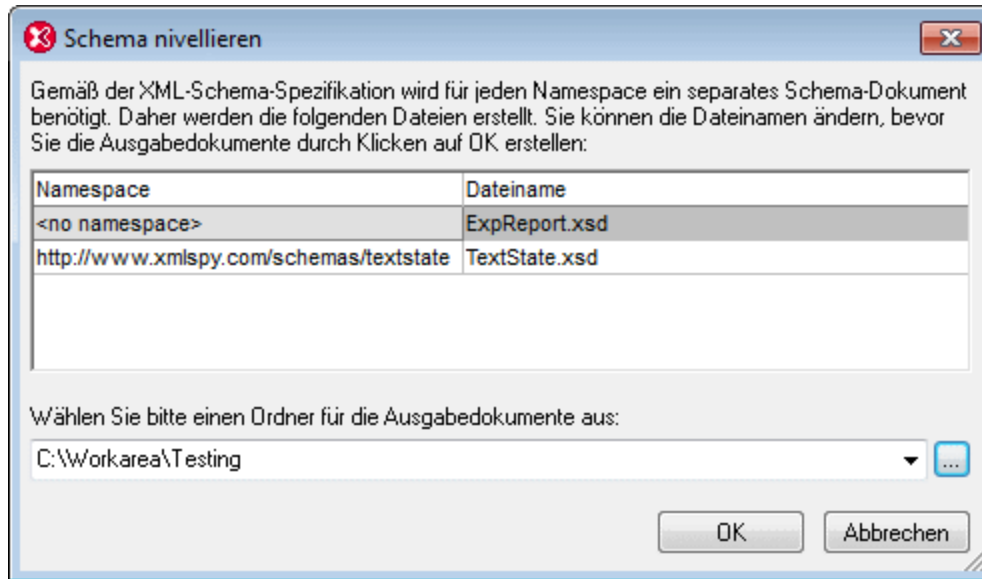 Schema nivellieren
Gemäß der XML-Schema-Spezifikation wird für jeden Namespace ein separates Schema-Dokument
benötigt. Daher werden die folgenden Dateien erstellt. Sie können die Dateinamen ändern, bevor
Sie die Ausgabedokumente durch Klicken auf OK erstellen:
Namespace Dateiname
<no namespace> ExpReport.xsd
http://www.xmlspy.com/schemas/textstate TextState.xsd
Wählen Sie bitte einen Ordner für die Ausgabedokumente aus:
C:\Workarea\Testing ...
OK Abbrechen